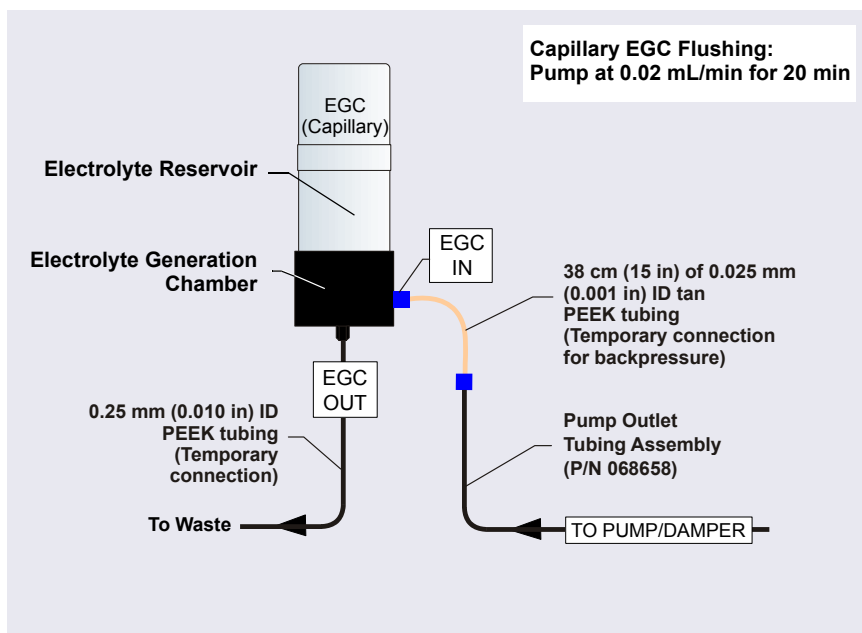 Capillary EGC Flushing:
Pump at 0.02 mL/min for 20 min
EGC
(Capillary)
Electrolyte Reservoir
EGC
IN
Electrolyte Generation
Chamber
38 cm (15 in) of 0.025 mm
(0.001 in) ID tan
PEEK tubing
(Temporary connection
for backpressure)
EGC
OUT
0.25 mm (0.010 in) ID
PEEK tubing
(Temporary
connection)
Pump Outlet
Tubing Assembly
(P/N 068658)
To Waste
TO PUMP/DAMPER